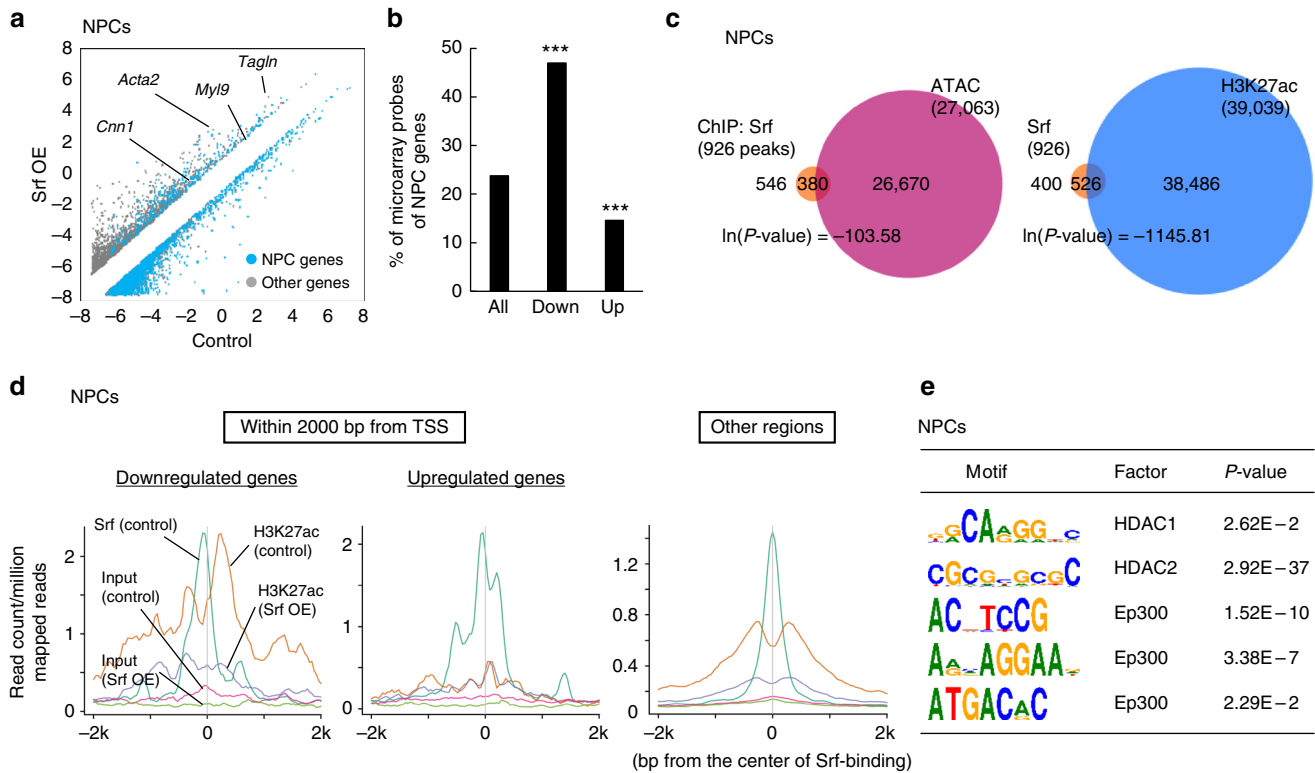 a
NPCs
8
6
4
2
0
−2
−4
−6
−8
Srf OE
Tagln
Acta2
Myl9
Cnn1
NPC genes
Other genes
−8 −6 −4 −2 0 2 4 6 8
Control
b
50
40
30
20
10
0
% of microarray probes
of NPC genes
***
***
All Down Up
c
NPCs
ATAC
(27,063)
ChIP: Srf
(926 peaks)
546 380 26,670
ln(P-value) = −103.58
H3K27ac
(39,039)
Srf
(926)
400 526 38,486
ln(P-value) = −1145.81
d
NPCs
Within 2000 bp from TSS
Other regions
Downregulated genes
Upregulated genes
Read count/million
mapped reads
2
1
0
Srf (control)
H3K27ac
(control)
Input
(control)
H3K27ac
(Srf OE)
Input
(Srf OE)
−2k 0 2k
2
1
0
−2k 0 2k
1.2
0.8
0.4
0
−2k 0 2k
(bp from the center of Srf-binding)
e
NPCs
Motif Factor P-value
HDAC1 2.62E−2
HDAC2 2.92E−37
Ep300 1.52E−10
Ep300 3.38E−7
Ep300 2.29E−2